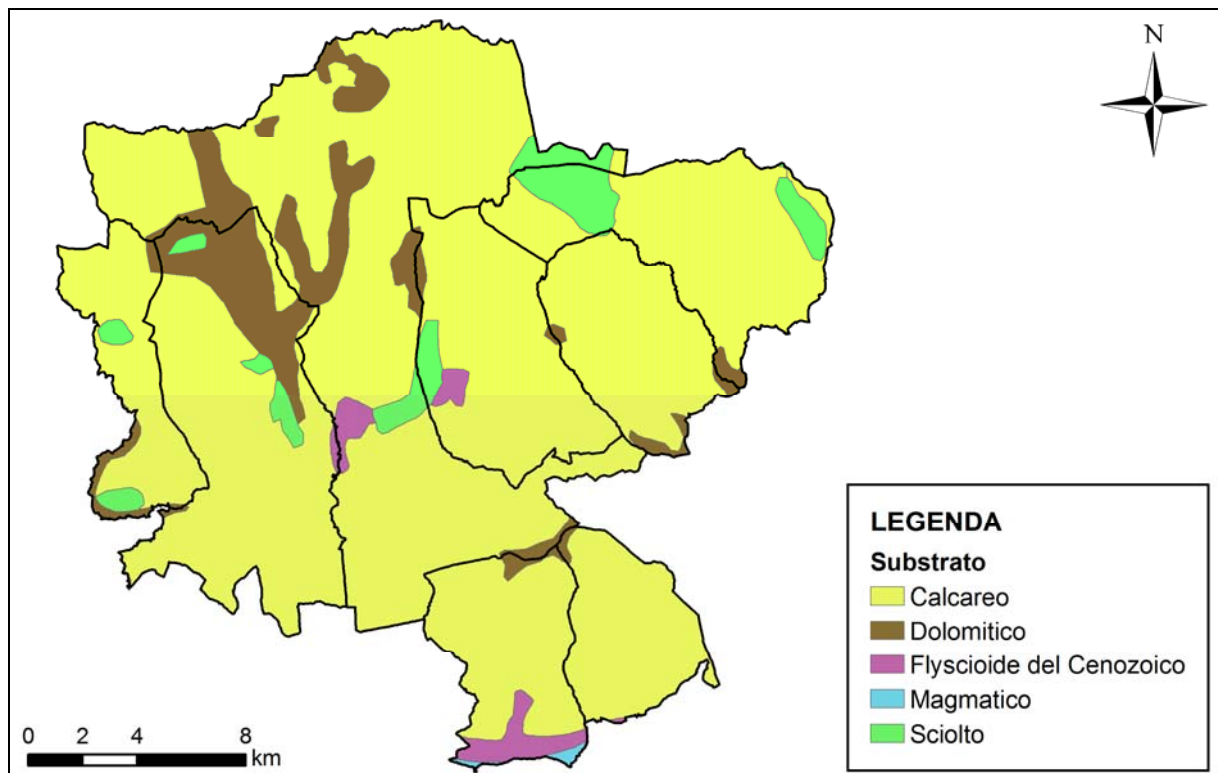 N
LEGENDA
Substrato
Calcareo
Dolomitico
Flyscioide del Cenozoico
Magmatico
Sciolto
0 2 4 8
km